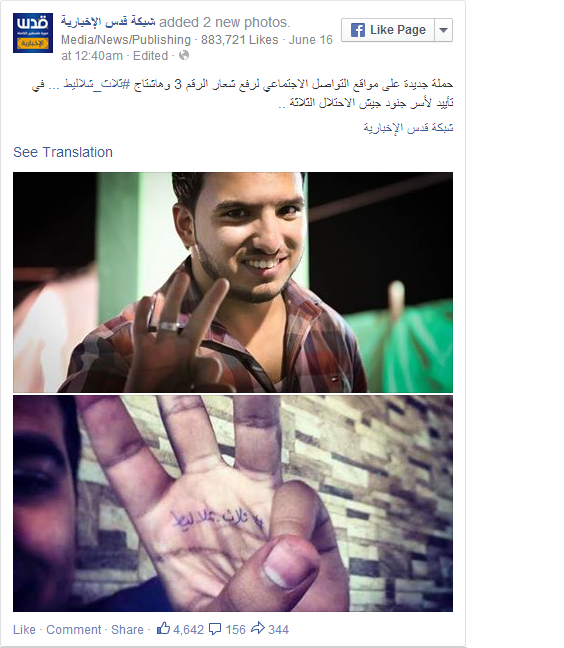 شبكة قدس الإخبارية added 2 new photos.
Media/News/Publishing · 883,721 Likes · June 16
at 12:40am · Edited ·
Like Page
قدس
الإخبارية
حملة جديدة على مواقع التواصل الاجتماعي لرفع شعار الرقم 3 وهاشتاج #ثلاث_شلاليط ... في
تأييد لأسر جنود جيش الاحتلال الثلاثة ..
شبكة قدس الإخبارية
See Translation
# ثلاث شلاليط
Like · Comment · Share · 4,642 156 344